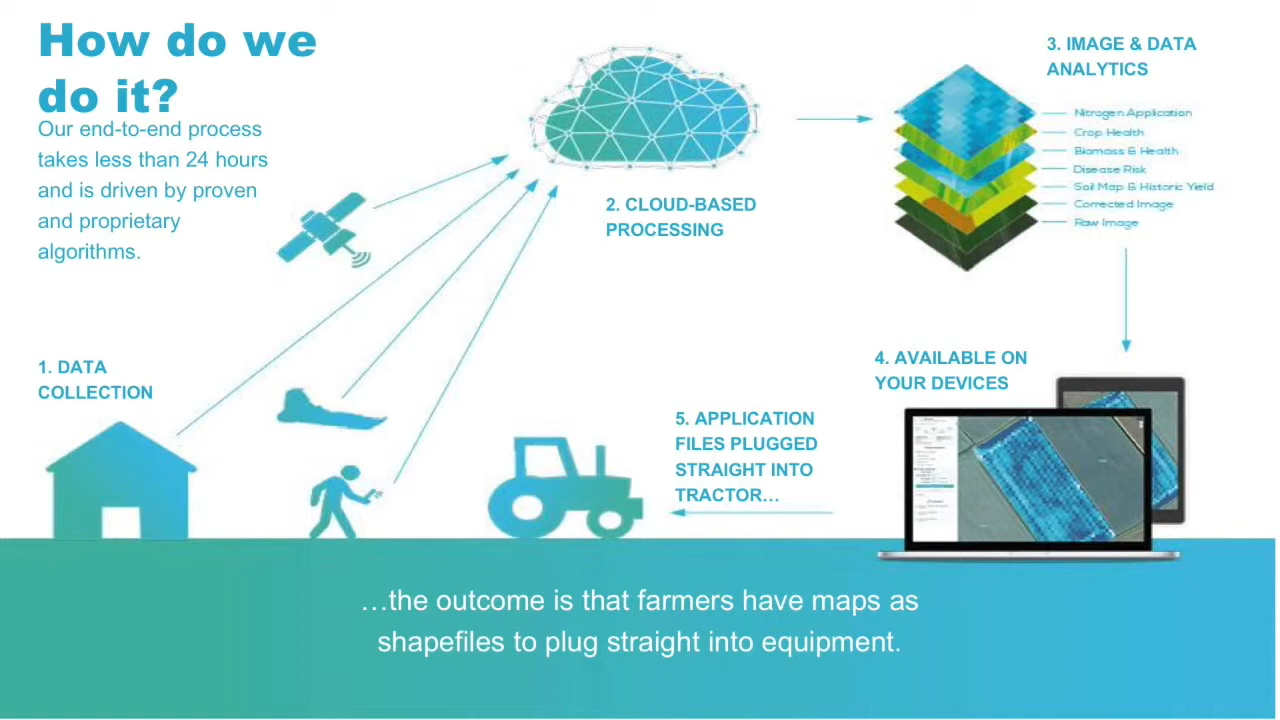 How do we
do it?
Our end-to-end process
takes less than 24 hours
and is driven by proven
and proprietary
algorithms.
1. DATA
COLLECTION
2. CLOUD-BASED
PROCESSING
3. IMAGE & DATA
ANALYTICS
Nitrogen Application
Crop Health
Biomass & Health
Disease Risk
Soil Map & Historic Yield
Corrected Image
Raw Image
4. AVAILABLE ON
YOUR DEVICES
5. APPLICATION
FILES PLUGGED
STRAIGHT INTO
TRACTOR…
…the outcome is that farmers have maps as
shapefiles to plug straight into equipment.